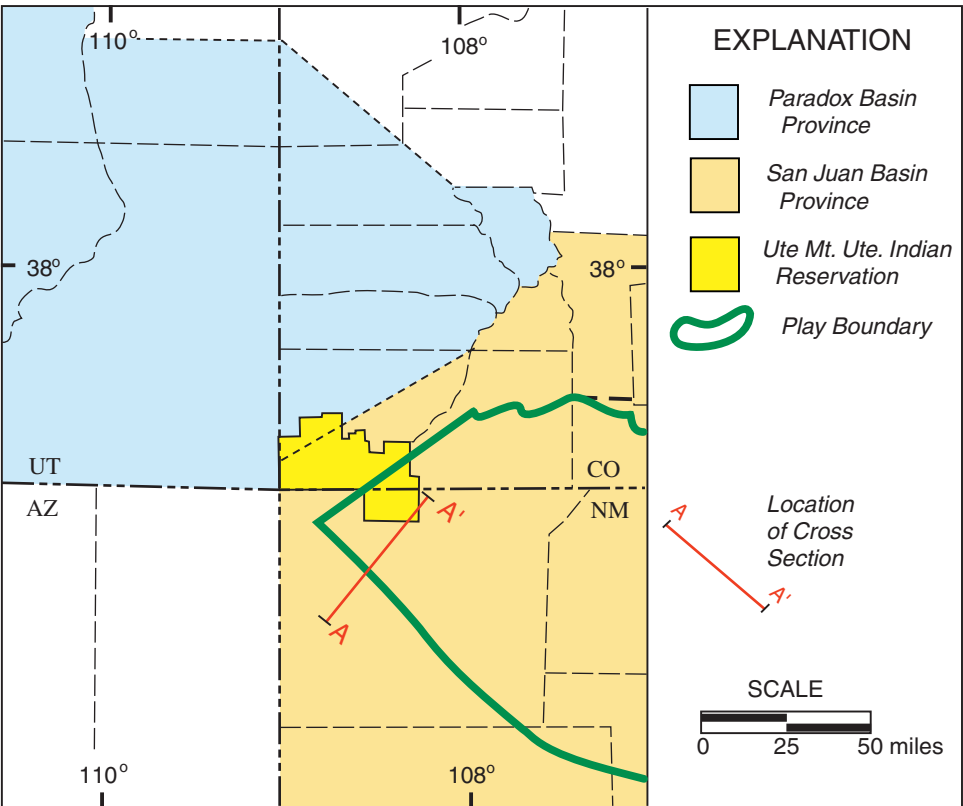 110°
108°
38°
38°
UT
CO
AZ
NM
A'
A
110°
108°
EXPLANATION
Paradox Basin
Province
San Juan Basin
Province
Ute Mt. Ute. Indian
Reservation
Play Boundary
A
Location
of Cross
Section
A'
SCALE
0 25 50 miles